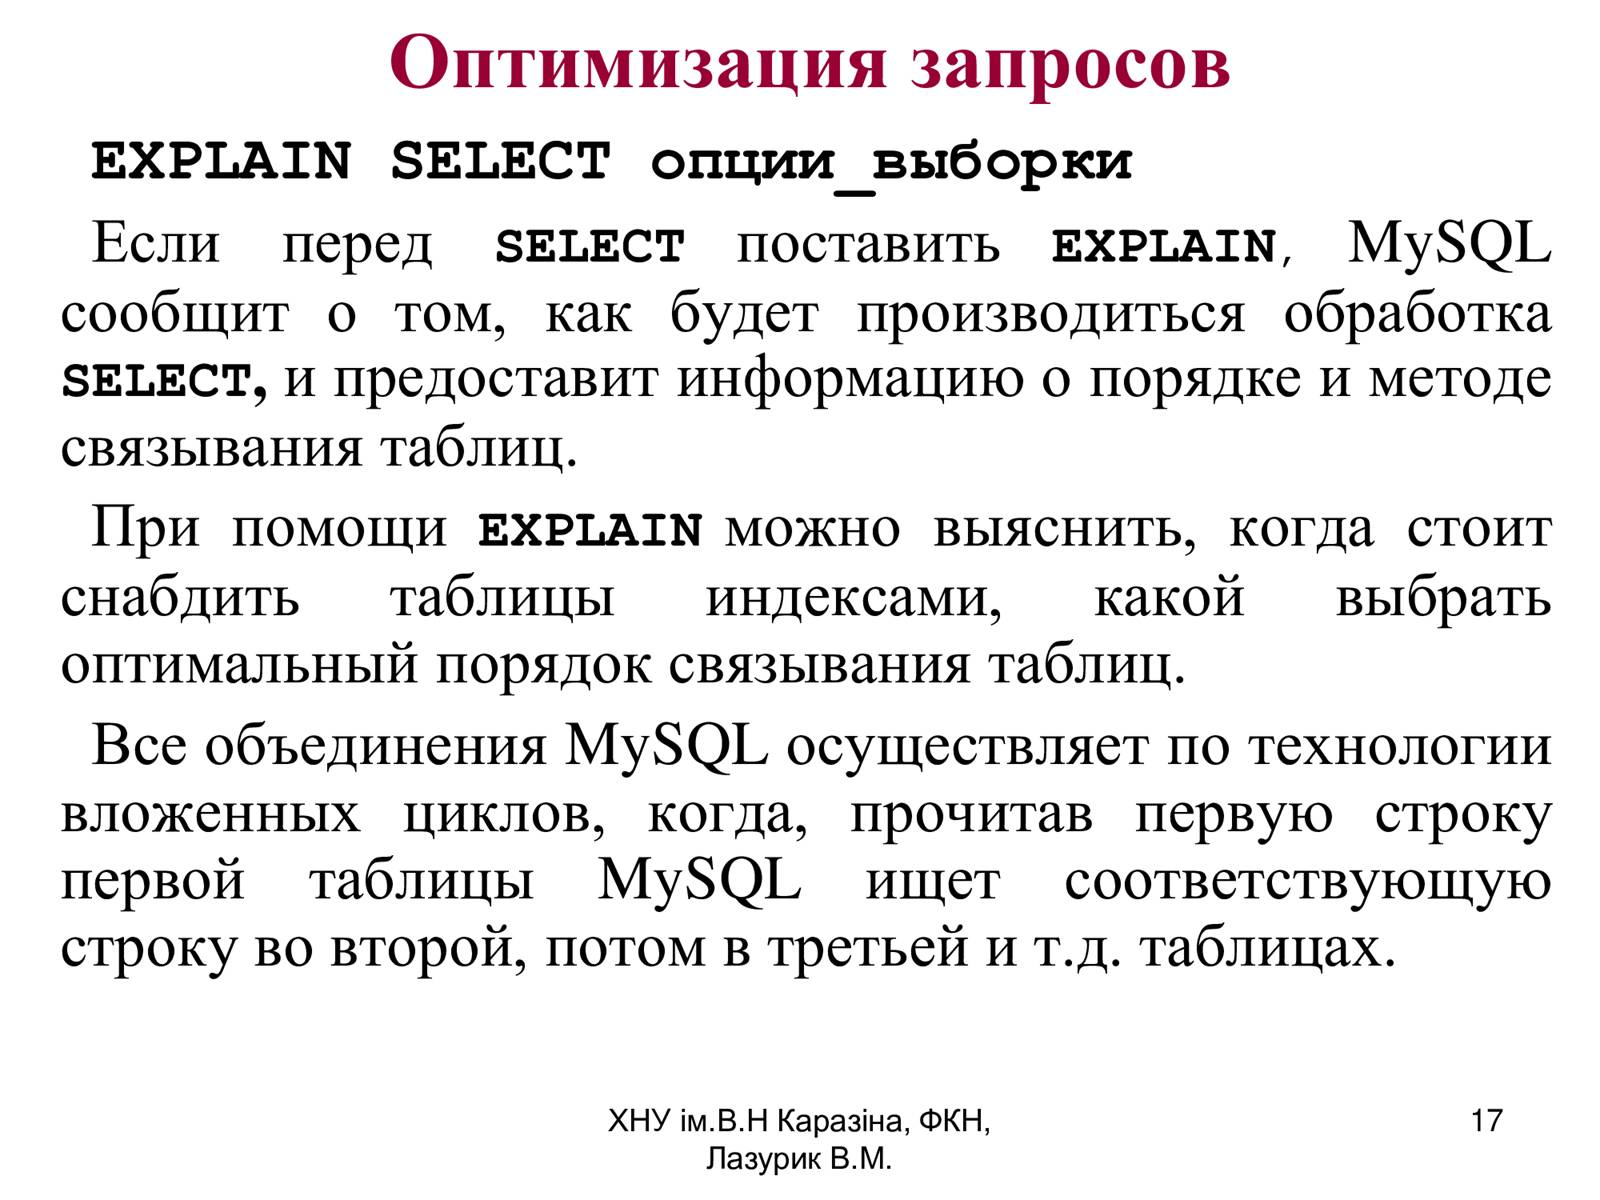 Оптимизация запросов
EXPLAIN SELECT опции_выборки
Если перед SELECT поставить EXPLAIN, MySQL
сообщит о том, как будет производиться обработка
SELECT, и предоставит информацию о порядке и методе
связывания таблиц.
При помощи EXPLAIN можно выяснить, когда стоит
снабдить таблицы индексами, какой выбрать
оптимальный порядок связывания таблиц.
Все объединения MySQL осуществляет по технологии
вложенных циклов, когда, прочитав первую строку
первой таблицы MySQL ищет соответствующую
строку во второй, потом в третьей и т.д. таблицах.
ХНУ ім.В.Н Каразіна, ФКН,
Лазурик В.М.
17